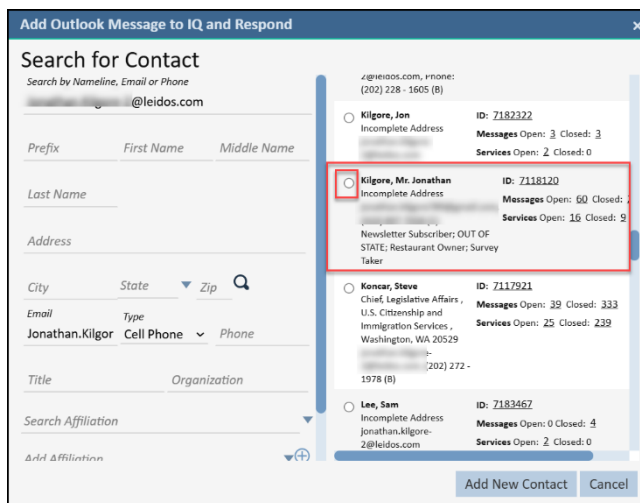 Add Outlook Message to IQ and Respond
x
Search for Contact
Search by Nameline, Email or Phone
@leidos.com
Prefix First Name Middle Name
Last Name
Address
City State Zip
Email Type
Jonathan.Kilgor Cell Phone Phone
Title Organization
Search Affiliation
Add Affiliation
2@leidos.com, Phone:
(202) 228 - 1605 (B)
Kilgore, Jon ID: 7182322
Incomplete Address Messages Open: 3 Closed: 3
Services Open: 2 Closed: 0
Kilgore, Mr. Jonathan ID: 7118120
Incomplete Address Messages Open: 60 Closed:
Services Open: 16 Closed: 9
Newsletter Subscriber; OUT OF
STATE; Restaurant Owner; Survey
Taker
Koncar, Steve ID: 7117921
Chief, Legislative Affairs , Messages Open: 39 Closed: 333
U.S. Citizenship and
Immigration Services , Services Open: 25 Closed: 239
Washington, WA 20529
(202) 272 -
1978 (B)
Lee, Sam ID: 7183467
Incomplete Address Messages Open: 0 Closed: 4
jonathan.kilgore-
2@leidos.com Services Open: 2 Closed: 0
Add New Contact Cancel